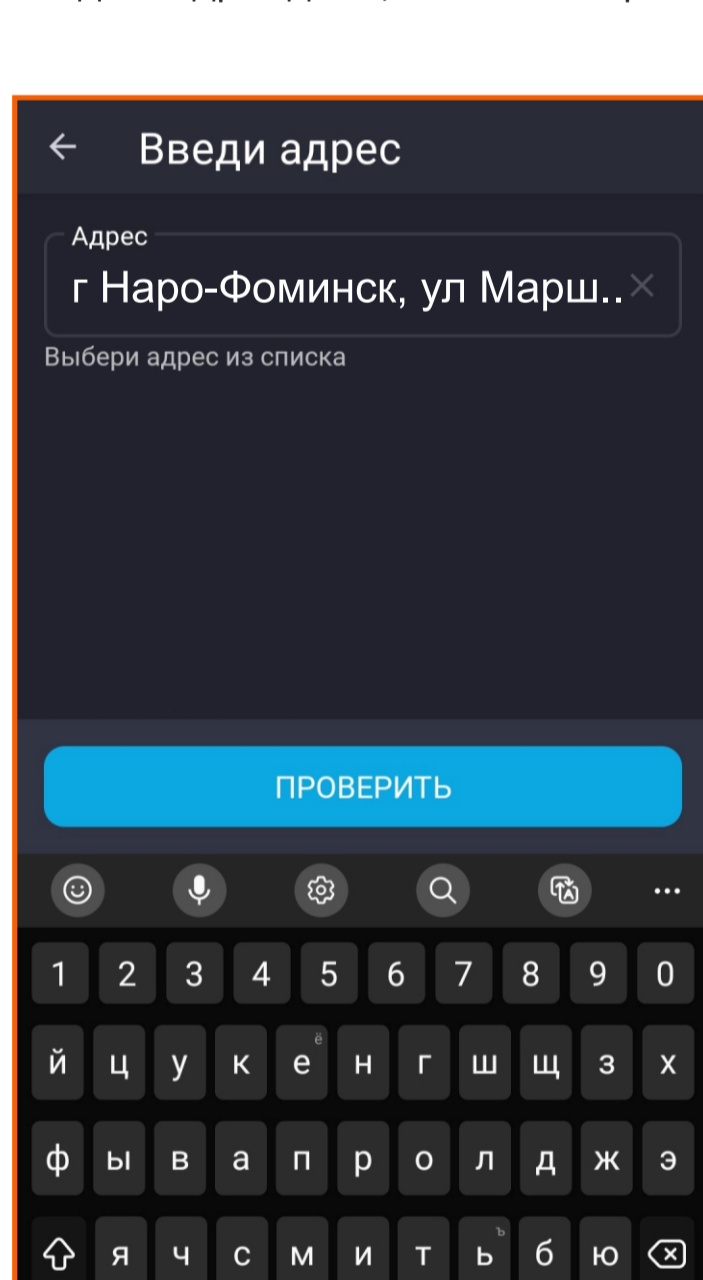 Введи адрес
Адрес
г Наро-Фоминск, ул Марш..
Выбери адрес из списка
ПРОВЕРИТЬ
1 2 3 4 5 6 7 8 9 0
й ц у к е ё н г ш щ з х
ф ы в а п р о л д ж э
я ч с м и т ь ъ б ю